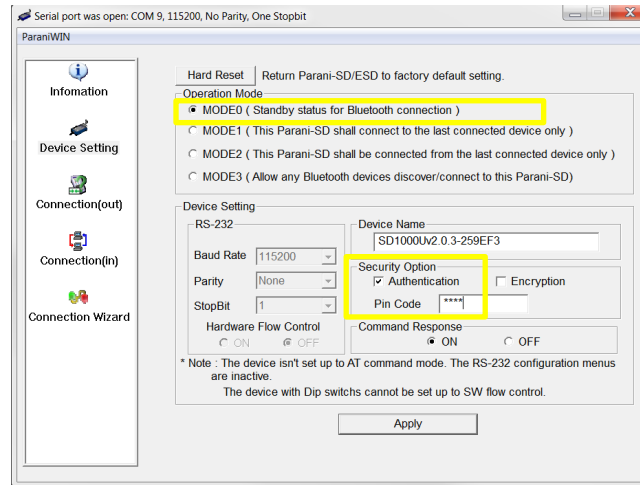 Serial port was open: COM 9, 115200, No Parity, One Stopbit
ParaniWIN
Infomation
Device Setting
Connection(out)
Connection(in)
Connection Wizard
Hard Reset Return Parani-SD/ESD to factory default setting.
Operation Mode
MODE0 ( Standby status for Bluetooth connection )
MODE1 ( This Parani-SD shall connect to the last connected device only )
MODE2 ( This Parani-SD shall be connected from the last connected device only )
MODE3 ( Allow any Bluetooth devices discover/connect to this Parani-SD)
Device Setting
RS-232
Baud Rate 115200
Parity None
StopBit 1
Hardware Flow Control
ON OFF
Device Name
SD1000Uv2.0.3-259EF3
Security Option
Authentication Encryption
Pin Code ****
Command Response
ON OFF
* Note : The device isn't set up to AT command mode. The RS-232 configuration menus
are inactive.
The device with Dip switchs cannot be set up to SW flow control.
Apply